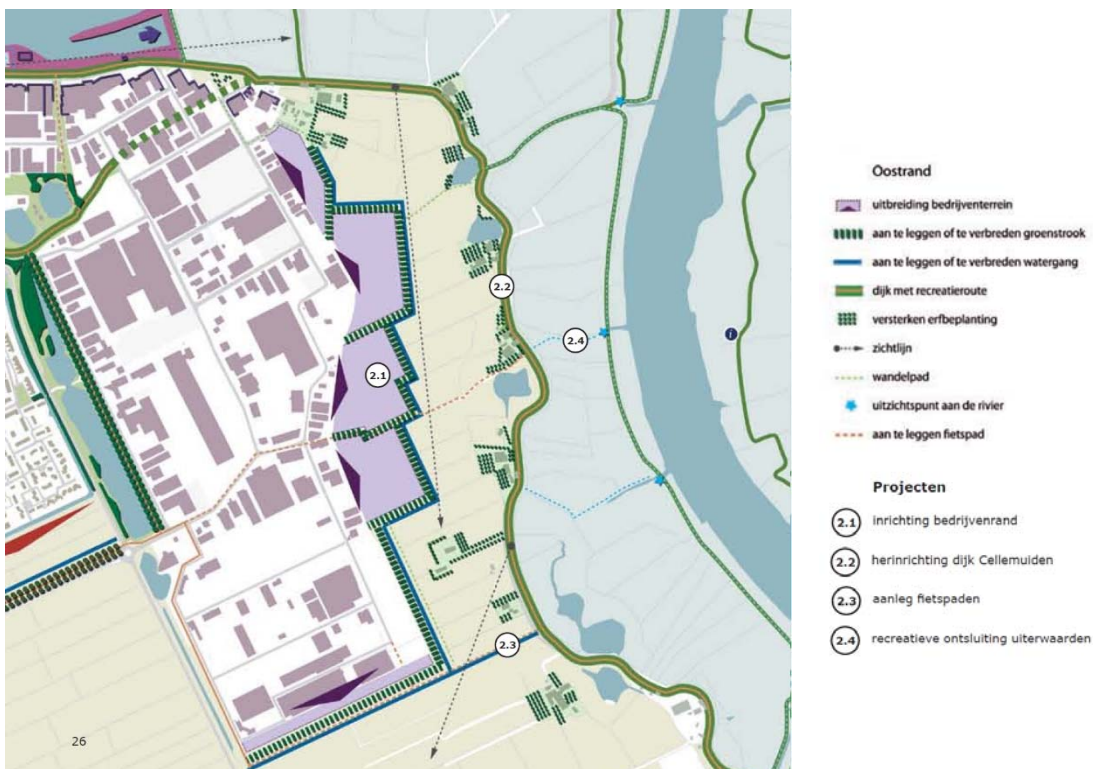 2.2
2.4
i
2.1
2.3
26
Oostrand
uitbreiding bedrijventerrein
aan te leggen of te verbreden groenstrook
aan te leggen of te verbreden watergang
dijk met recreatieroute
versterken erfbeplanting
zichtlijn
wandelpad
uitzichtspunt aan de rivier
aan te leggen fietspad
Projecten
2.1 inrichting bedrijvenrand
2.2 herinrichting dijk Cellemuiden
2.3 aanleg fietspaden
2.4 recreatieve ontsluiting uiterwaarden